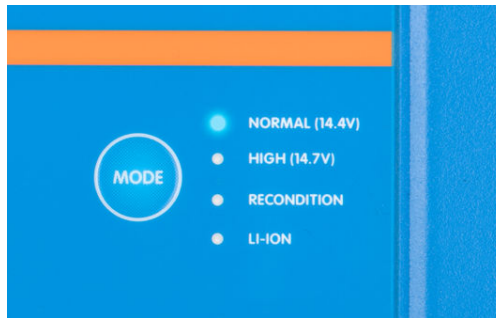 NORMAL (14.4V)
HIGH (14.7V)
MODE
RECONDITION
LI-ION